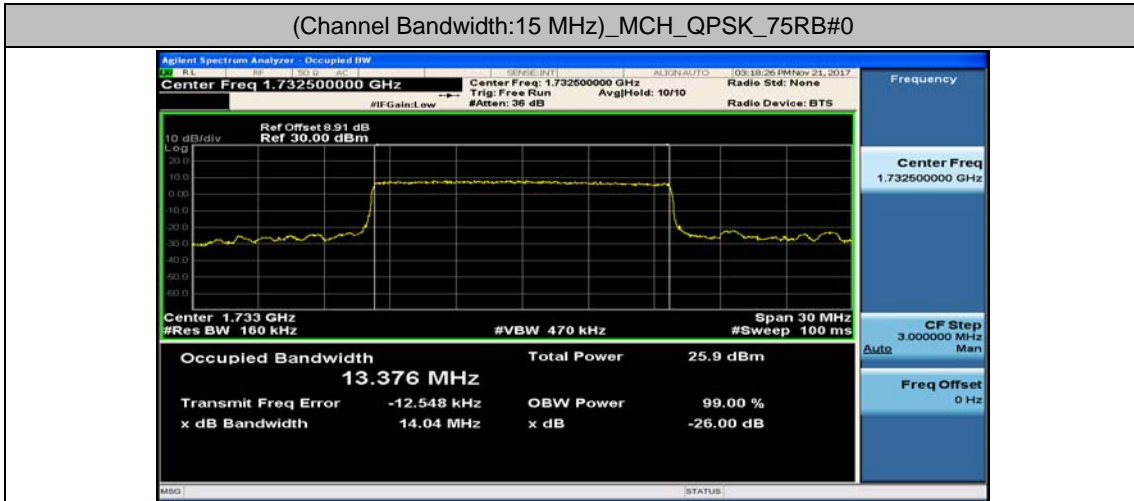 (Channel Bandwidth:15 MHz)_MCH_QPSK_75RB#0
Agilent Spectrum Analyzer - Occupied BW
RL RF 50 Ω AC SENSE:INT ALIGN AUTO 03:18:26 PM Nov 21, 2017
Center Freq 1.732500000 GHz Center Freq: 1.732500000 GHz Radio Std: None
Trig: Free Run Avg|Hold: 10/10
#IFGain:Low #Atten: 36 dB Radio Device: BTS
Ref Offset 8.91 dB
10 dB/div Ref 30.00 dBm
Log
20.0
10.0
0.00
-10.0
-20.0
-30.0
-40.0
-50.0
-60.0
Center 1.733 GHz Span 30 MHz
#Res BW 160 kHz #VBW 470 kHz #Sweep 100 ms
Occupied Bandwidth Total Power 25.9 dBm
13.376 MHz
Transmit Freq Error -12.548 kHz OBW Power 99.00 %
x dB Bandwidth 14.04 MHz x dB -26.00 dB
MSG STATUS
Frequency
Center Freq
1.732500000 GHz
CF Step
3.000000 MHz
Auto Man
Freq Offset
0 Hz